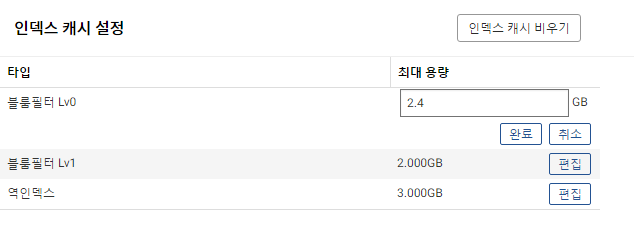 인덱스 캐시 설정 인덱스 캐시 비우기
타입 최대 용량
블룸필터 Lv0 2.4 GB
완료 취소
블룸필터 Lv1 2.000GB 편집
역인덱스 3.000GB 편집